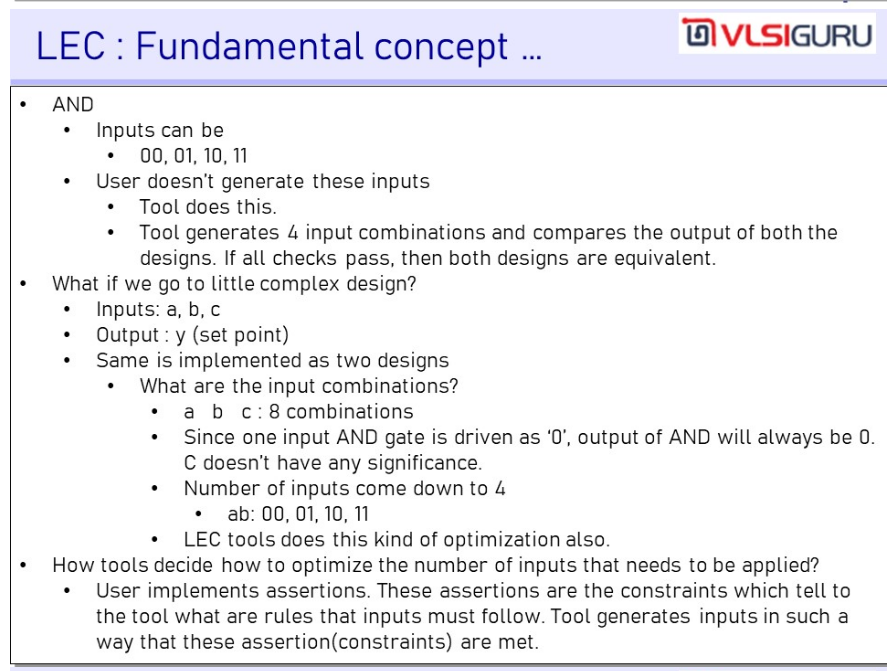 LEC : Fundamental concept ...
VLSIGURU
• AND
• Inputs can be
• 00, 01, 10, 11
• User doesn't generate these inputs
• Tool does this.
• Tool generates 4 input combinations and compares the output of both the
designs. If all checks pass, then both designs are equivalent.
• What if we go to little complex design?
• Inputs: a, b, c
• Output : y (set point)
• Same is implemented as two designs
• What are the input combinations?
• a b c : 8 combinations
• Since one input AND gate is driven as ‘0’, output of AND will always be 0.
C doesn't have any significance.
• Number of inputs come down to 4
• ab: 00, 01, 10, 11
• LEC tools does this kind of optimization also.
• How tools decide how to optimize the number of inputs that needs to be applied?
• User implements assertions. These assertions are the constraints which tell to
the tool what are rules that inputs must follow. Tool generates inputs in such a
way that these assertion(constraints) are met.